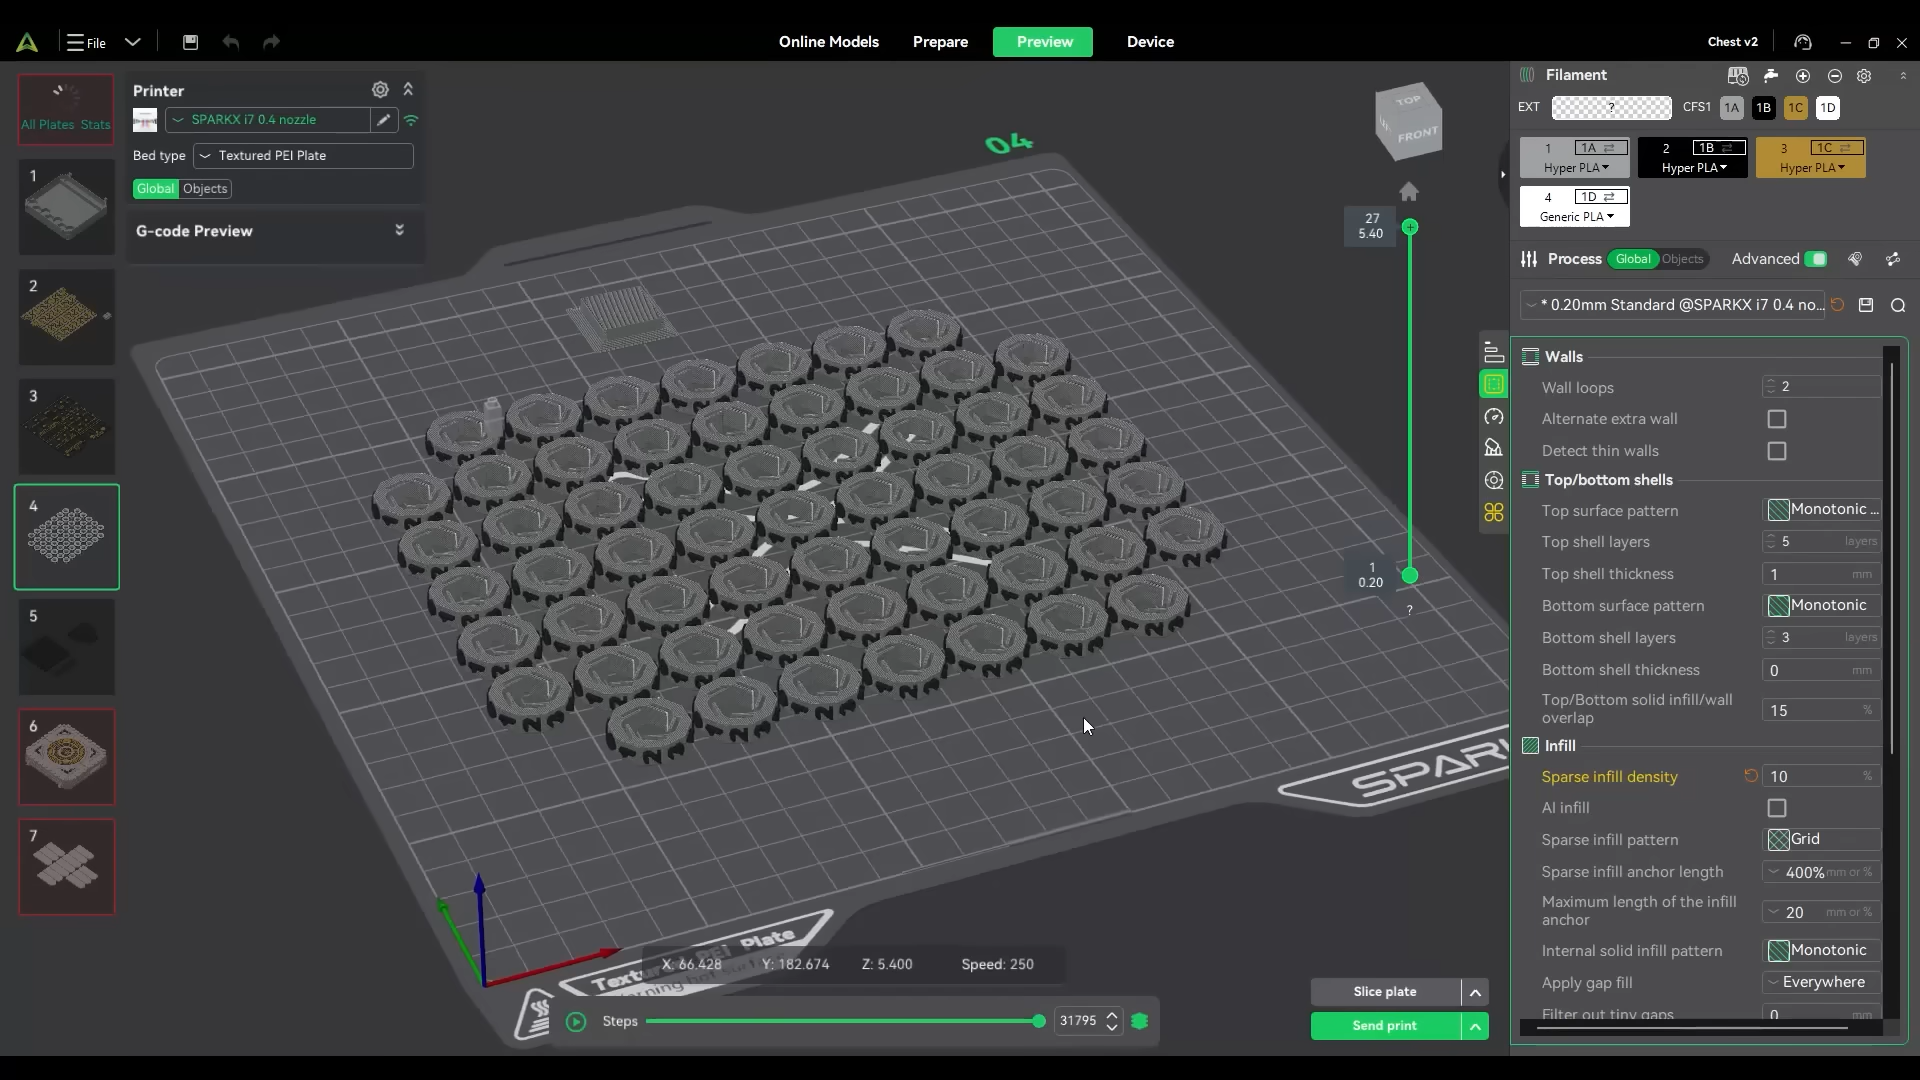 File
Online Models
Prepare
Preview
Device
Chest v2
All Plates Stats
1
2
3
4
5
6
7
Printer
SPARKX i7 0.4 nozzle
Bed type
Textured PEI Plate
Global
Objects
G-code Preview
04
TOP
FRONT
27
5.40
1
0.20
?
Filament
EXT
?
CFS1
1A
1B
1C
1D
1
1A
Hyper PLA
2
1B
Hyper PLA
3
1C
Hyper PLA
4
1D
Generic PLA
Process
Global
Objects
Advanced
* 0.20mm Standard @SPARKX i7 0.4 no...
Walls
Wall loops
2
Alternate extra wall
Detect thin walls
Top/bottom shells
Top surface pattern
Monotonic ...
Top shell layers
5
layers
Top shell thickness
1
mm
Bottom surface pattern
Monotonic
Bottom shell layers
3
layers
Bottom shell thickness
0
mm
Top/Bottom solid infill/wall
overlap
15
%
Infill
Sparse infill density
10
%
AI infill
Sparse infill pattern
Grid
Sparse infill anchor length
400%
mm or %
Maximum length of the infill
anchor
20
mm or %
Internal solid infill pattern
Monotonic
Apply gap fill
Everywhere
Filter out tiny gaps
0
mm
X: 66.428
Y: 182.674
Z: 5.400
Speed: 250
Steps
31795
Slice plate
Send print